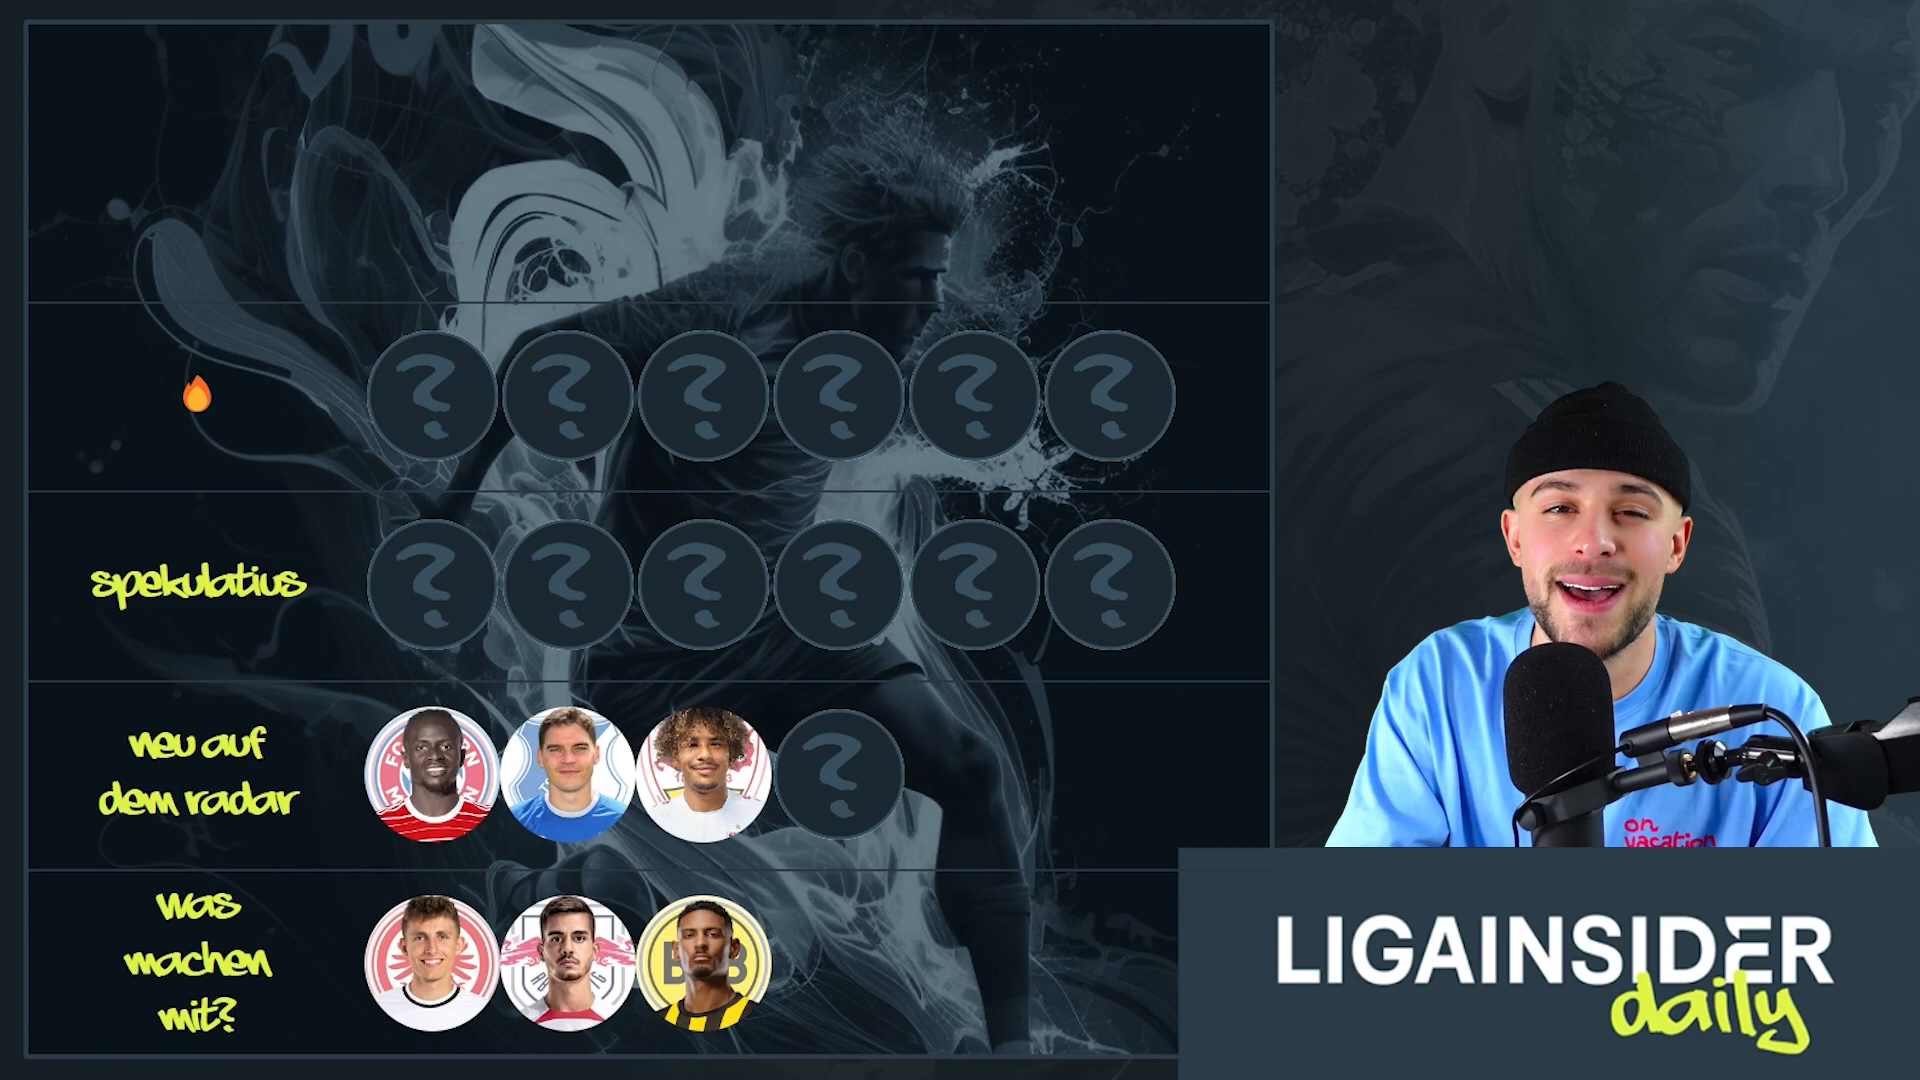 spekulatius
neu auf
dem radar
was
machen
mit?
on
vacation
LIGAINSIDER
daily